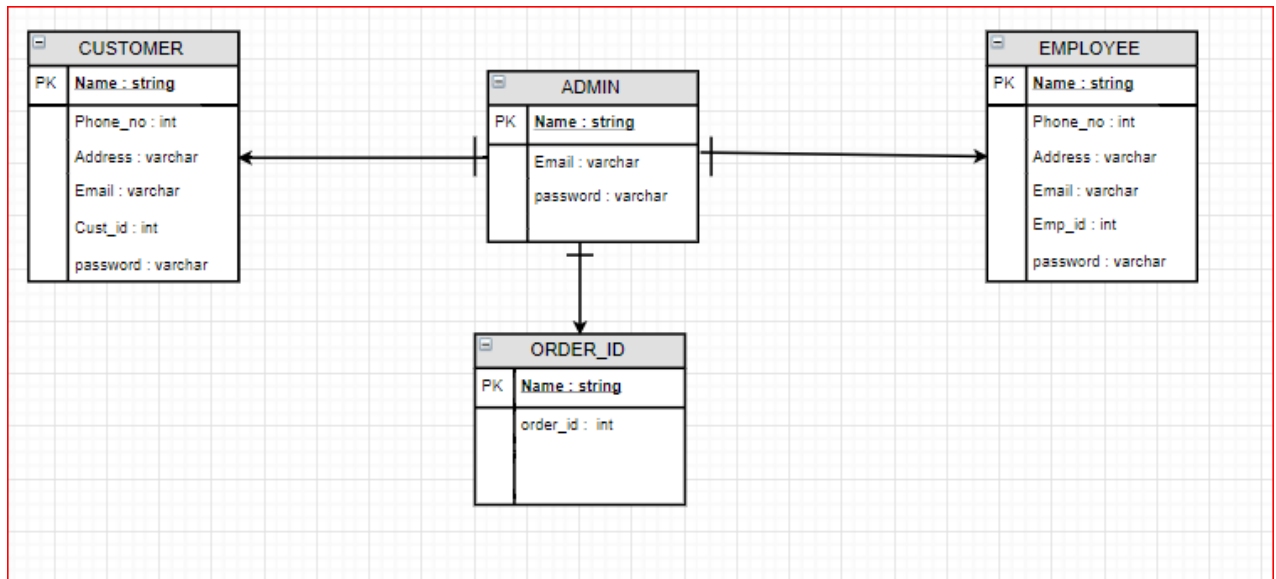 CUSTOMER
PK Name : string
Phone_no : int
Address : varchar
Email : varchar
Cust_id : int
password : varchar
ADMIN
PK Name : string
Email : varchar
password : varchar
EMPLOYEE
PK Name : string
Phone_no : int
Address : varchar
Email : varchar
Emp_id : int
password : varchar
ORDER_ID
PK Name : string
order_id : int